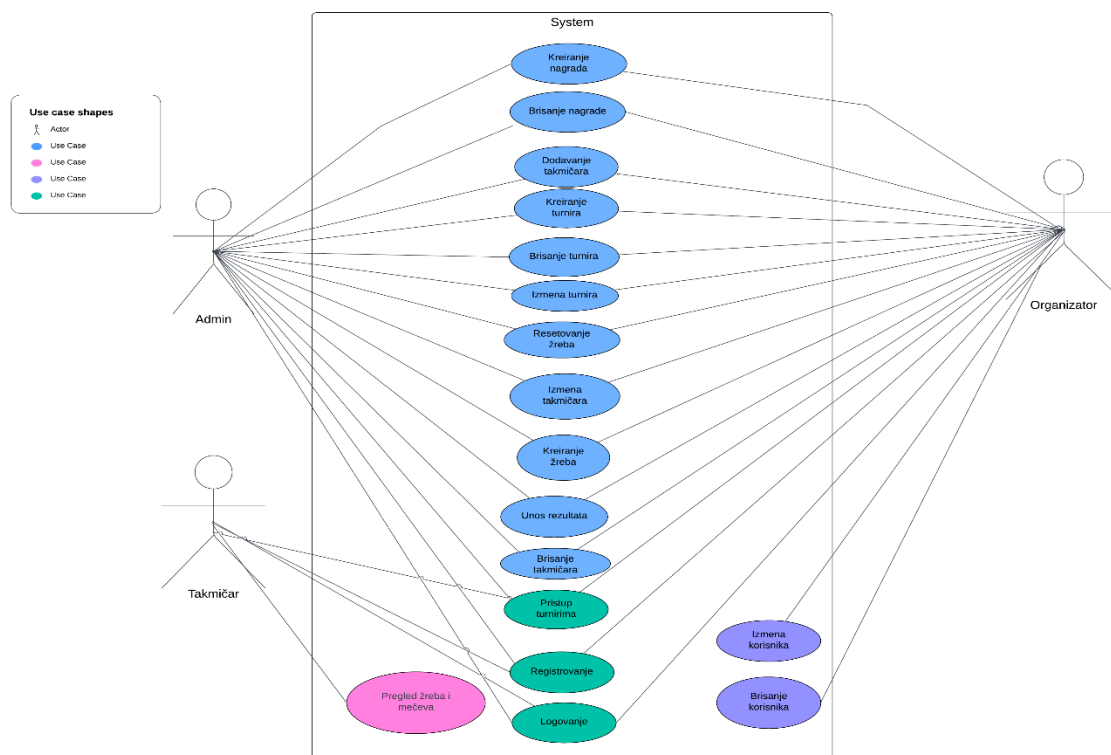 System
Kreiranje
nagrada
Brisanje nagrade
Use case shapes
Actor
Use Case
Use Case
Use Case
Use Case
Dodavanje
takmičara
Kreiranje
turnira
Brisanje turnira
Izmena turnira
Admin
Organizator
Resetovanje
žreba
Izmena
takmičara
Kreiranje
žreba
Unos rezultata
Brisanje
takmičara
Takmičar
Pristup
turnirima
Izmena
korisnika
Registrovanje
Pregled žreba i
mečeva
Brisanje
korisnika
Logovanje